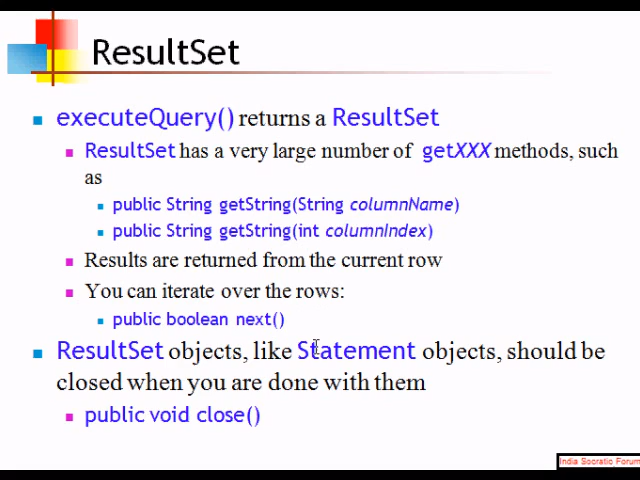 ResultSet
executeQuery() returns a ResultSet
ResultSet has a very large number of getXXX methods, such
as
public String getString(String columnName)
public String getString(int columnIndex)
Results are returned from the current row
You can iterate over the rows:
public boolean next()
ResultSet objects, like Statement objects, should be
closed when you are done with them
public void close()
India Socratic Forum